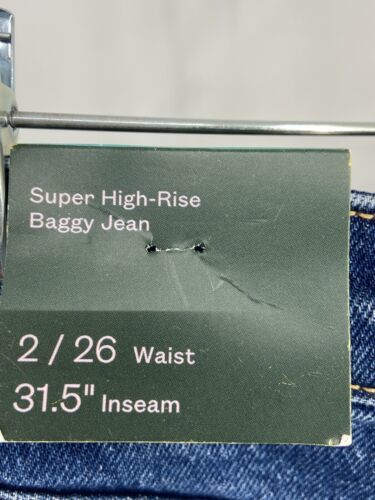 Super High-Rise
Baggy Jean
2 / 26 Waist
31.5" Inseam